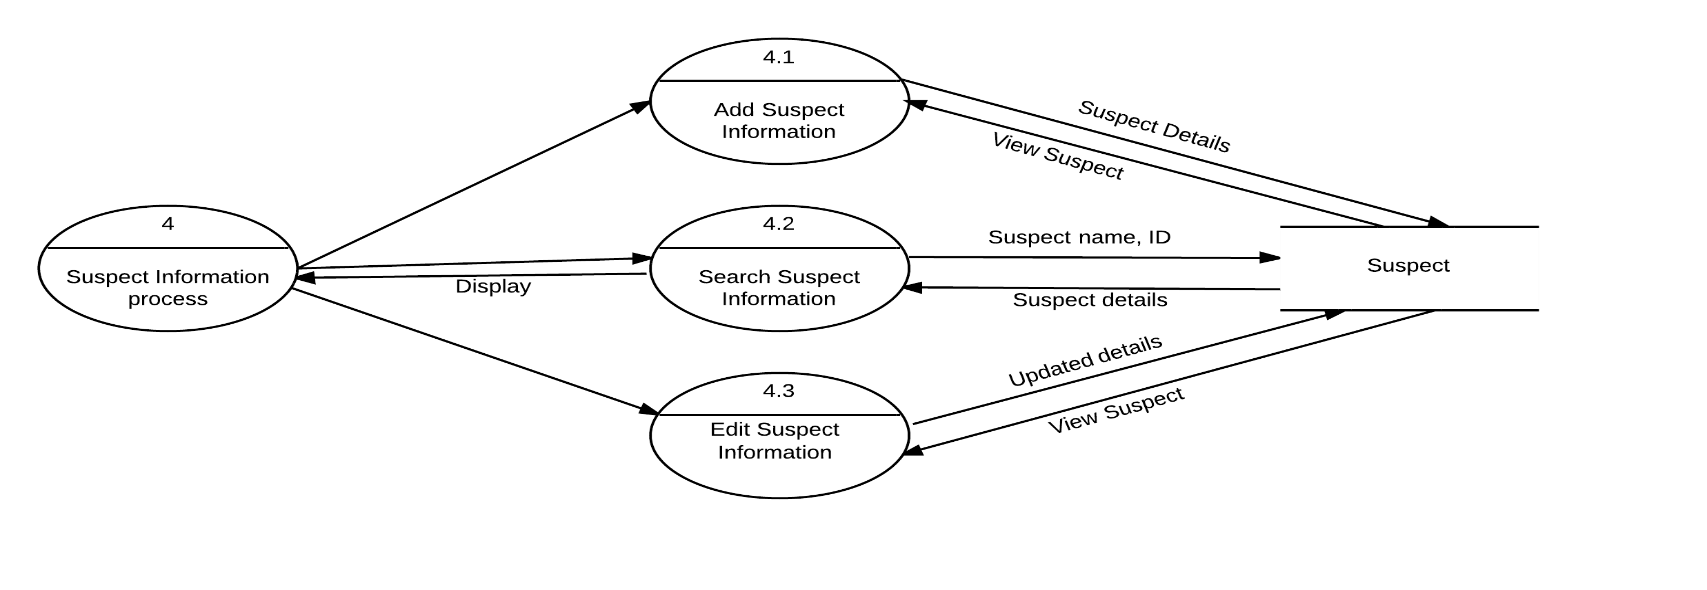 4.1
Add Suspect
Information
Suspect Details
View Suspect
4
Suspect Information
process
Display
4.2
Search Suspect
Information
Suspect name, ID
Suspect details
Suspect
4.3
Edit Suspect
Information
Updated details
View Suspect